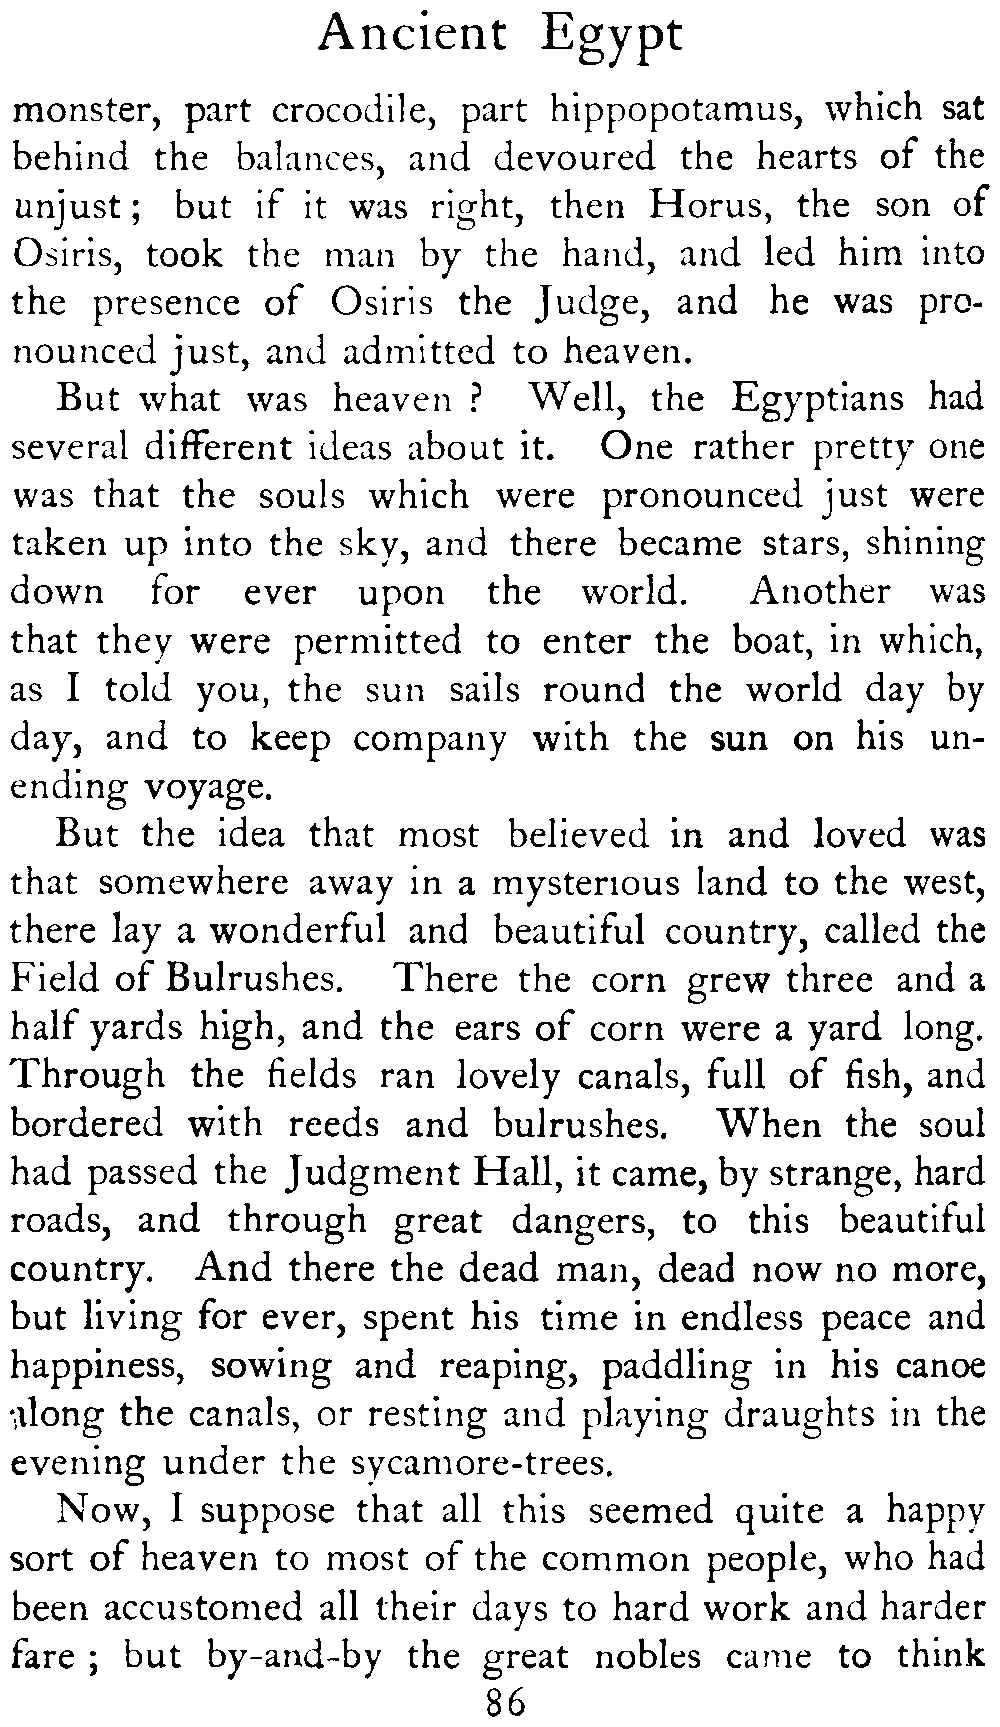 Ancient Egypt
monster, part crocodile, part hippopotamus, which sat
behind the balances, and devoured the hearts of the
unjust; but if it was right, then Horus, the son of
Osiris, took the man by the hand, and led him into
the presence of Osiris the Judge, and he was pro-
nounced just, and admitted to heaven.
But what was heaven? Well, the Egyptians had
several different ideas about it. One rather pretty one
was that the souls which were pronounced just were
taken up into the sky, and there became stars, shining
down for ever upon the world. Another was
that they were permitted to enter the boat, in which,
as I told you, the sun sails round the world day by
day, and to keep company with the sun on his un-
ending voyage.
But the idea that most believed in and loved was
that somewhere away in a mysterious land to the west,
there lay a wonderful and beautiful country, called the
Field of Bulrushes. There the corn grew three and a
half yards high, and the ears of corn were a yard long.
Through the fields ran lovely canals, full of fish, and
bordered with reeds and bulrushes. When the soul
had passed the Judgment Hall, it came, by strange, hard
roads, and through great dangers, to this beautiful
country. And there the dead man, dead now no more,
but living for ever, spent his time in endless peace and
happiness, sowing and reaping, paddling in his canoe
along the canals, or resting and playing draughts in the
evening under the sycamore-trees.
Now, I suppose that all this seemed quite a happy
sort of heaven to most of the common people, who had
been accustomed all their days to hard work and harder
fare; but by-and-by the great nobles came to think
86